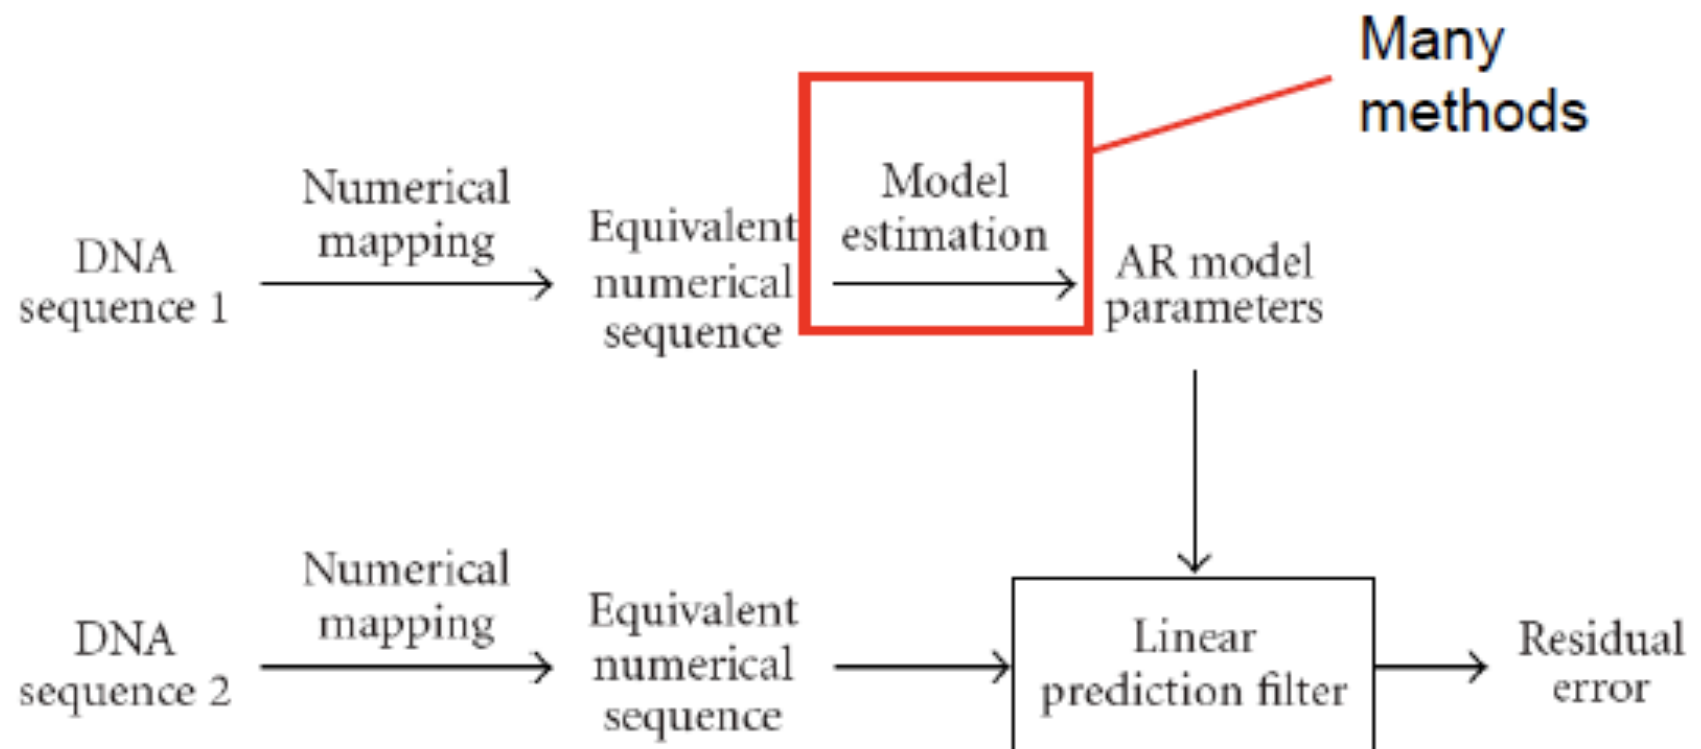 Many
methods
Numerical
mapping
Model
estimation
DNA
sequence 1
Equivalent
numerical
sequence
AR model
parameters
Numerical
mapping
DNA
sequence 2
Equivalent
numerical
sequence
Linear
prediction filter
Residual
error